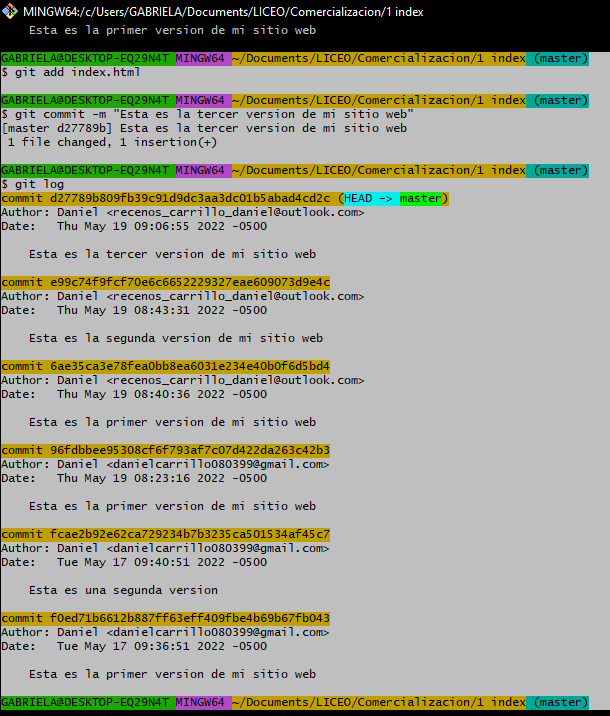 MINGW64:/c/Users/GABRIELA/Documents/LICEO/Comercializacion/1 index
Esta es la primer version de mi sitio web
GABRIELA@DESKTOP-EQ29N4T MINGW64 ~/Documents/LICEO/Comercializacion/1 index (master)
$ git add index.html
GABRIELA@DESKTOP-EQ29N4T MINGW64 ~/Documents/LICEO/Comercializacion/1 index (master)
$ git commit -m "Esta es la tercer version de mi sitio web"
[master d27789b] Esta es la tercer version de mi sitio web
1 file changed, 1 insertion(+)
GABRIELA@DESKTOP-EQ29N4T MINGW64 ~/Documents/LICEO/Comercializacion/1 index (master)
$ git log
commit d27789b809fb39c91d9dc3aa3dc01b5abad4cd2c (HEAD -> master)
Author: Daniel <recenos_carrillo_daniel@outlook.com>
Date:   Thu May 19 09:06:55 2022 -0500
Esta es la tercer version de mi sitio web
commit e99c74f9fcf70e6c6652229327eae609073d9e4c
Author: Daniel <recenos_carrillo_daniel@outlook.com>
Date:   Thu May 19 08:43:31 2022 -0500
Esta es la segunda version de mi sitio web
commit 6ae35ca3e78fea0bb8ea6031e234e40b0f6d5bd4
Author: Daniel <recenos_carrillo_daniel@outlook.com>
Date:   Thu May 19 08:40:36 2022 -0500
Esta es la primer version de mi sitio web
commit 96fdbbee95308cf6f793af7c07d422da263c42b3
Author: Daniel <danielcarrillo080399@gmail.com>
Date:   Thu May 19 08:23:16 2022 -0500
Esta es la primer version de mi sitio web
commit fcae2b92e62ca729234b7b3235ca501534af45c7
Author: Daniel <danielcarrillo080399@gmail.com>
Date:   Tue May 17 09:40:51 2022 -0500
Esta es una segunda version
commit f0ed71b6612b887ff63eff409fbe4b69b67fb043
Author: Daniel <danielcarrillo080399@gmail.com>
Date:   Tue May 17 09:36:51 2022 -0500
Esta es la primer version de mi sitio web
GABRIELA@DESKTOP-EQ29N4T MINGW64 ~/Documents/LICEO/Comercializacion/1 index (master)